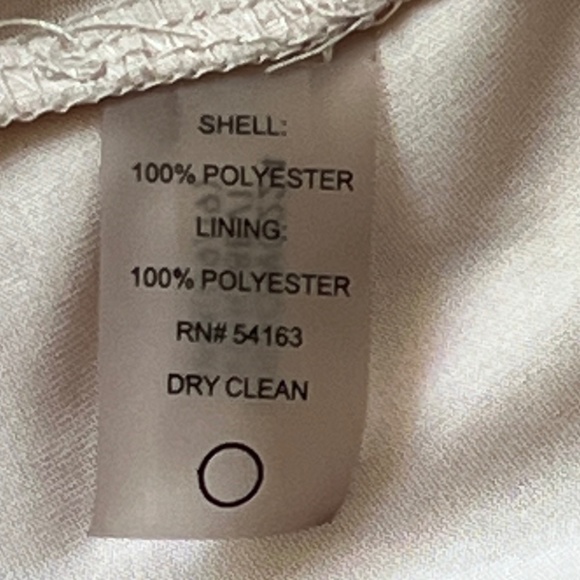 SHELL:
100% POLYESTER
LINING:
100% POLYESTER
RN# 54163
DRY CLEAN